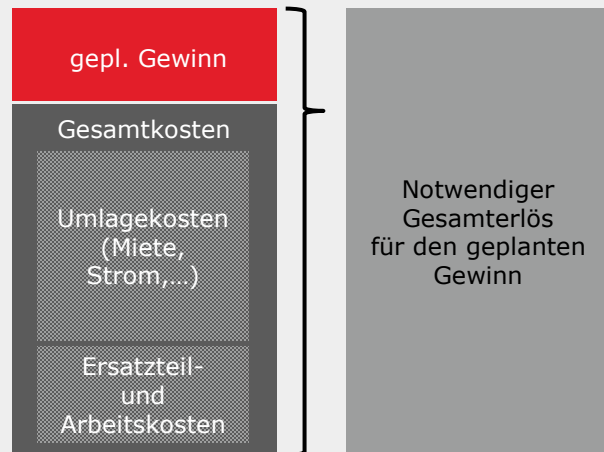 gepl. Gewinn
Gesamtkosten
Umlagekosten
(Miete,
Strom,...)
Ersatzteil-
und
Arbeitskosten
Notwendiger
Gesamterlös
für den geplanten
Gewinn